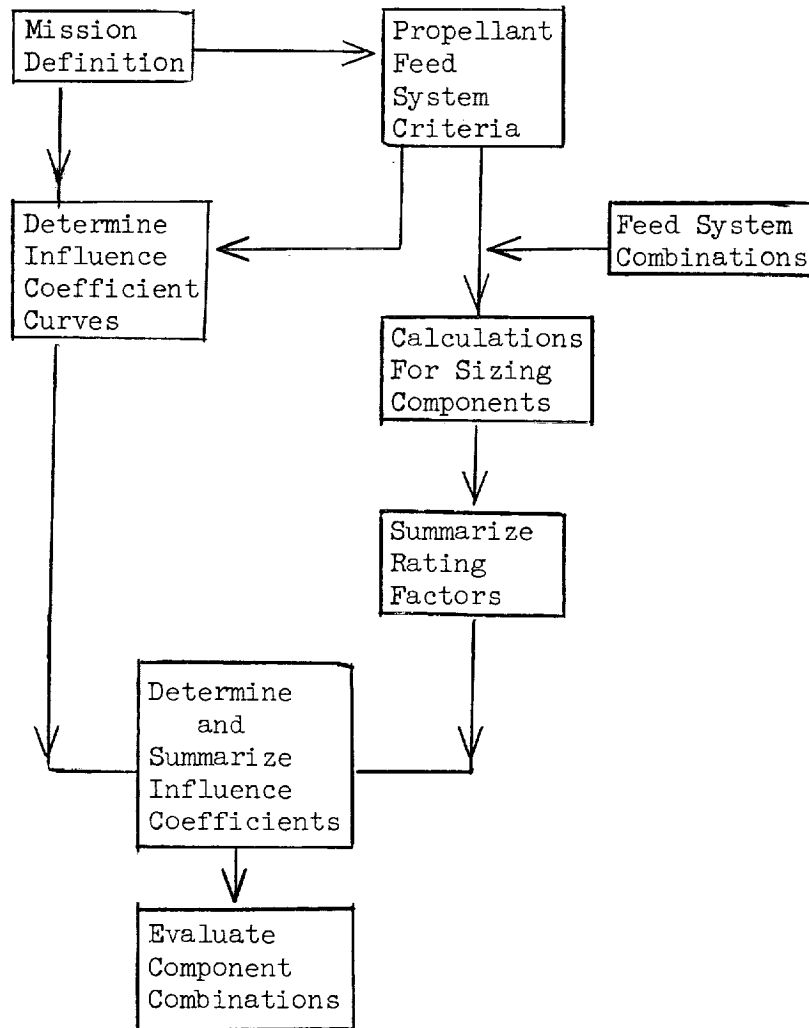 Mission
Definition
Propellant
Feed
System
Criteria
Determine
Influence
Coefficient
Curves
Feed System
Combinations
Calculations
For Sizing
Components
Summarize
Rating
Factors
Determine
and
Summarize
Influence
Coefficients
Evaluate
Component
Combinations